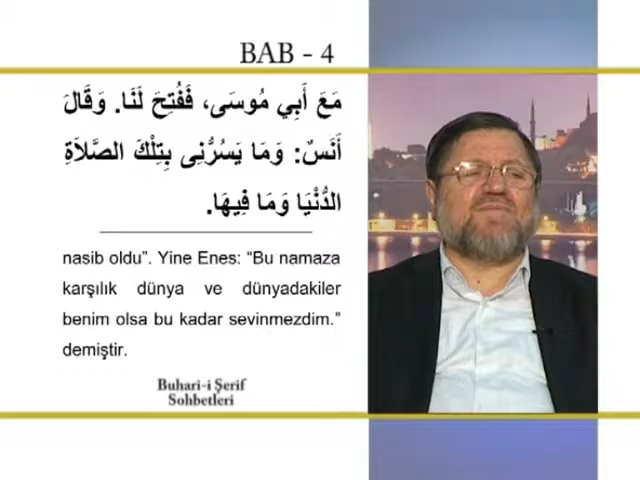 BAB - 4
مَعَ أَبِي مُوسَى، فَفُتِحَ لَنَا. وَقَالَ
أَنَسٌ: وَمَا يَسُرُّنِى بِتِلْكَ الصَّلاَةِ
الدُّنْيَا وَمَا فِيهَا.
nasib oldu”. Yine Enes: “Bu namaza
karşılık dünya ve dünyadakiler
benim olsa bu kadar sevinmezdim.”
demiştir.
Buhari-i Şerif
Sohbetleri